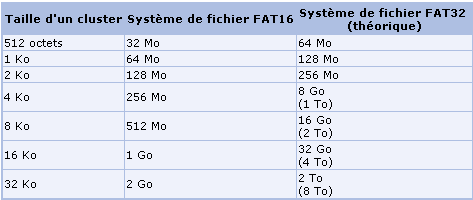 Taille d'un cluster Système de fichier FAT16 Système de fichier FAT32
(théorique)
512 octets 32 Mo 64 Mo
1 Ko 64 Mo 128 Mo
2 Ko 128 Mo 256 Mo
4 Ko 256 Mo 8 Go
(1 To)
8 Ko 512 Mo 16 Go
(2 To)
16 Ko 1 Go 32 Go
(4 To)
32 Ko 2 Go 2 To
(8 To)